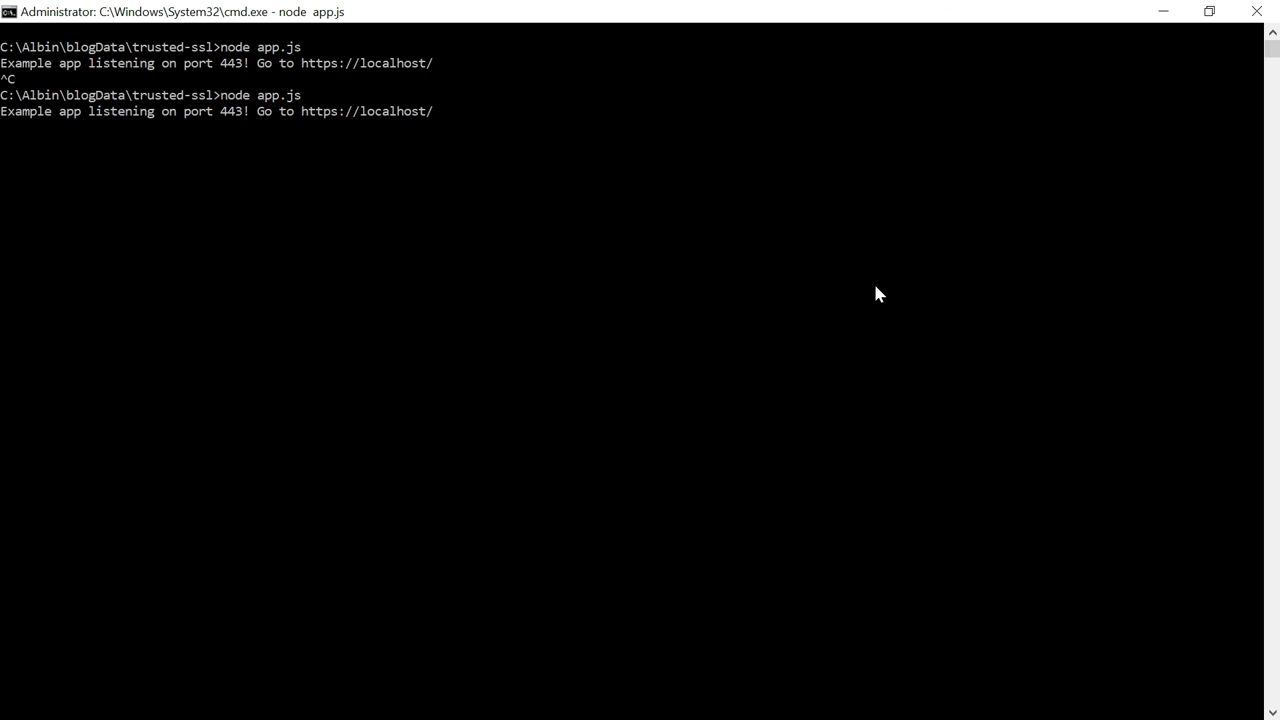 Administrator: C:\Windows\System32\cmd.exe - node  app.js
C:\Albin\blogData\trusted-ssl>node app.js
Example app listening on port 443! Go to https://localhost/
^C
C:\Albin\blogData\trusted-ssl>node app.js
Example app listening on port 443! Go to https://localhost/